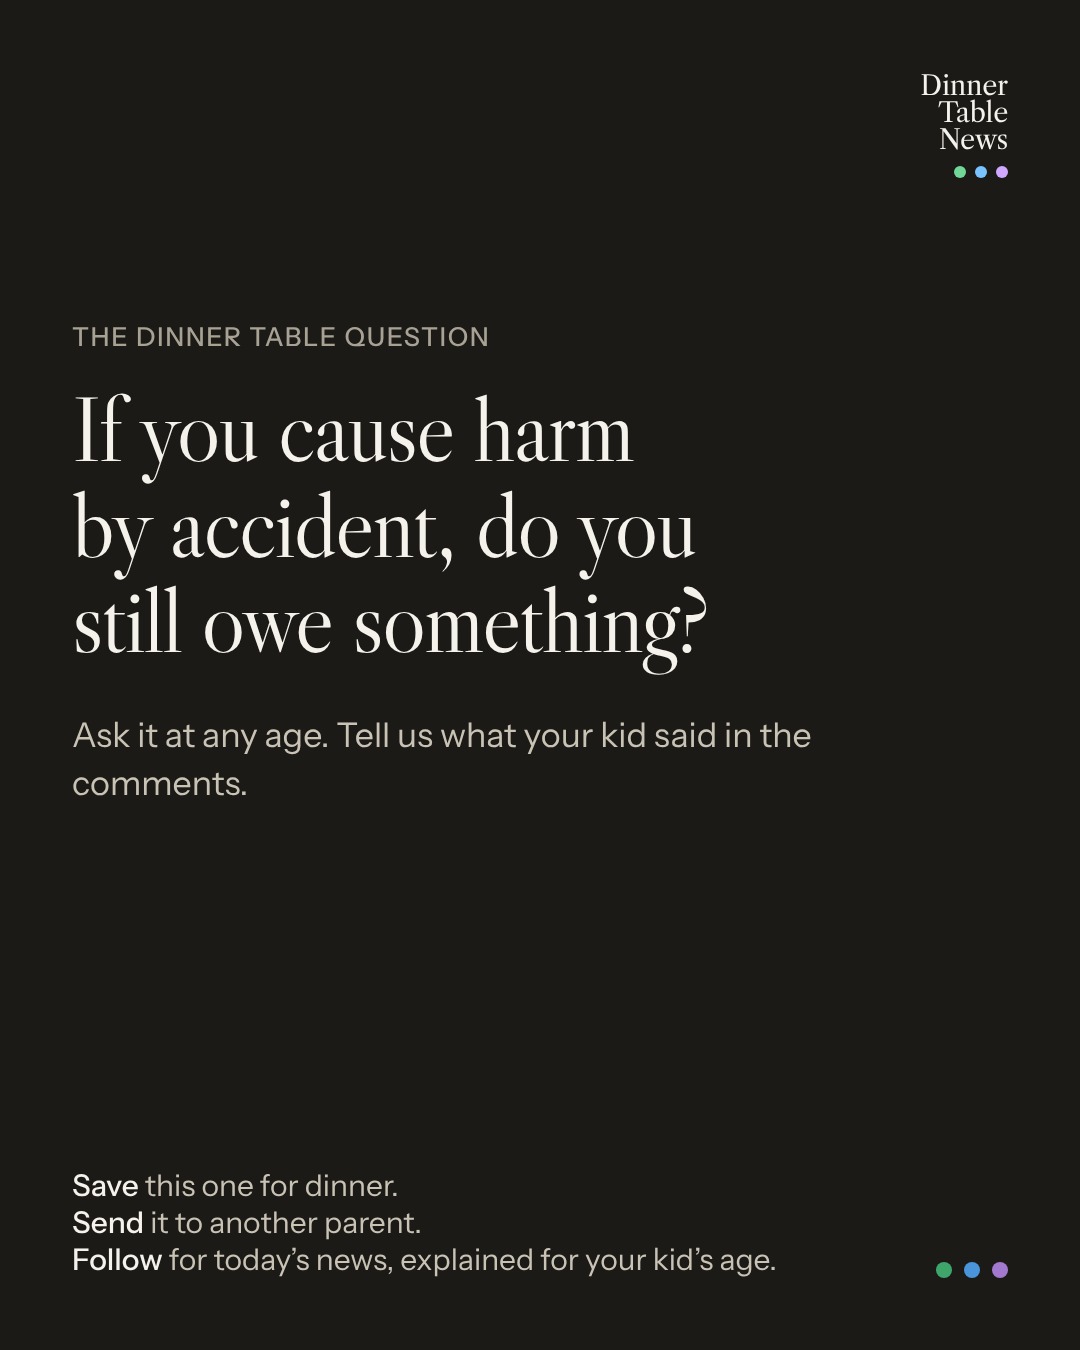 Dinner
Table
News
THE DINNER TABLE QUESTION
If you cause harm
by accident, do you
still owe something?
Ask it at any age. Tell us what your kid said in the
comments.
Save this one for dinner.
Send it to another parent.
Follow for today’s news, explained for your kid’s age.